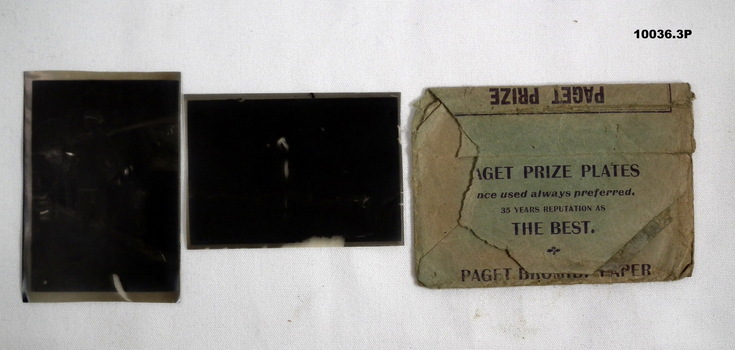 10036.3P
PAGET PRIZE
AGET PRIZE PLATES
nce used always preferred.
35 YEARS REPUTATION AS
THE BEST.
PAGET BROMIDE PAPER